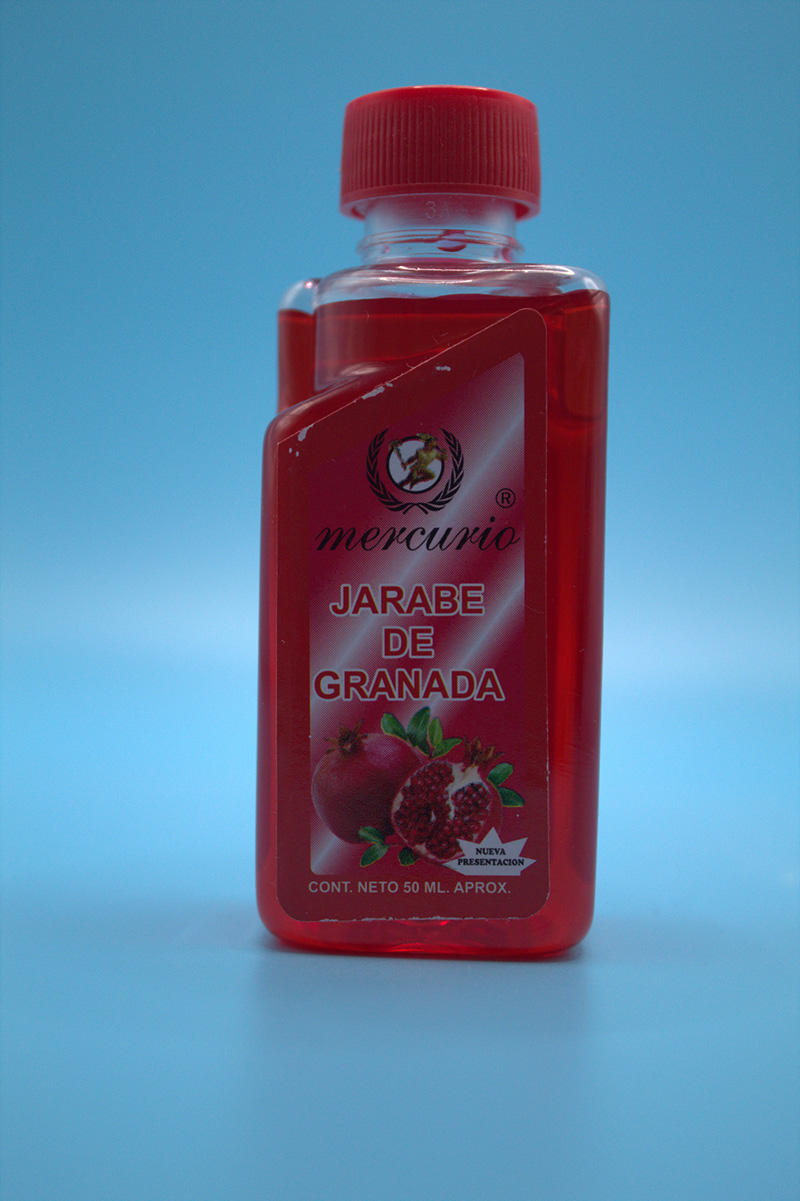 ®
mercurio
JARABE
DE
GRANADA
NUEVA
PRESENTACION
CONT. NETO 50 ML. APROX.